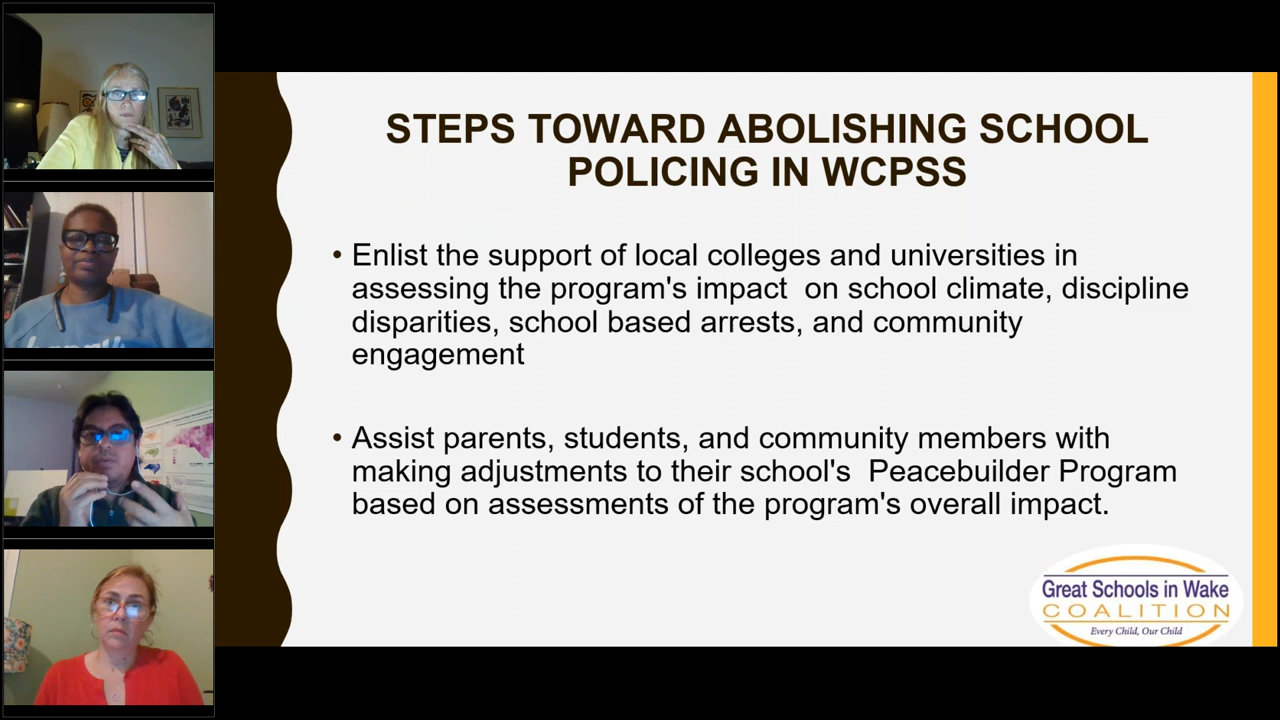 STEPS TOWARD ABOLISHING SCHOOL
POLICING IN WCPSS
• Enlist the support of local colleges and universities in
assessing the program's impact  on school climate, discipline
disparities, school based arrests, and community
engagement
• Assist parents, students, and community members with
making adjustments to their school's  Peacebuilder Program
based on assessments of the program's overall impact.
Great Schools in Wake
COALITION
Every Child, Our Child